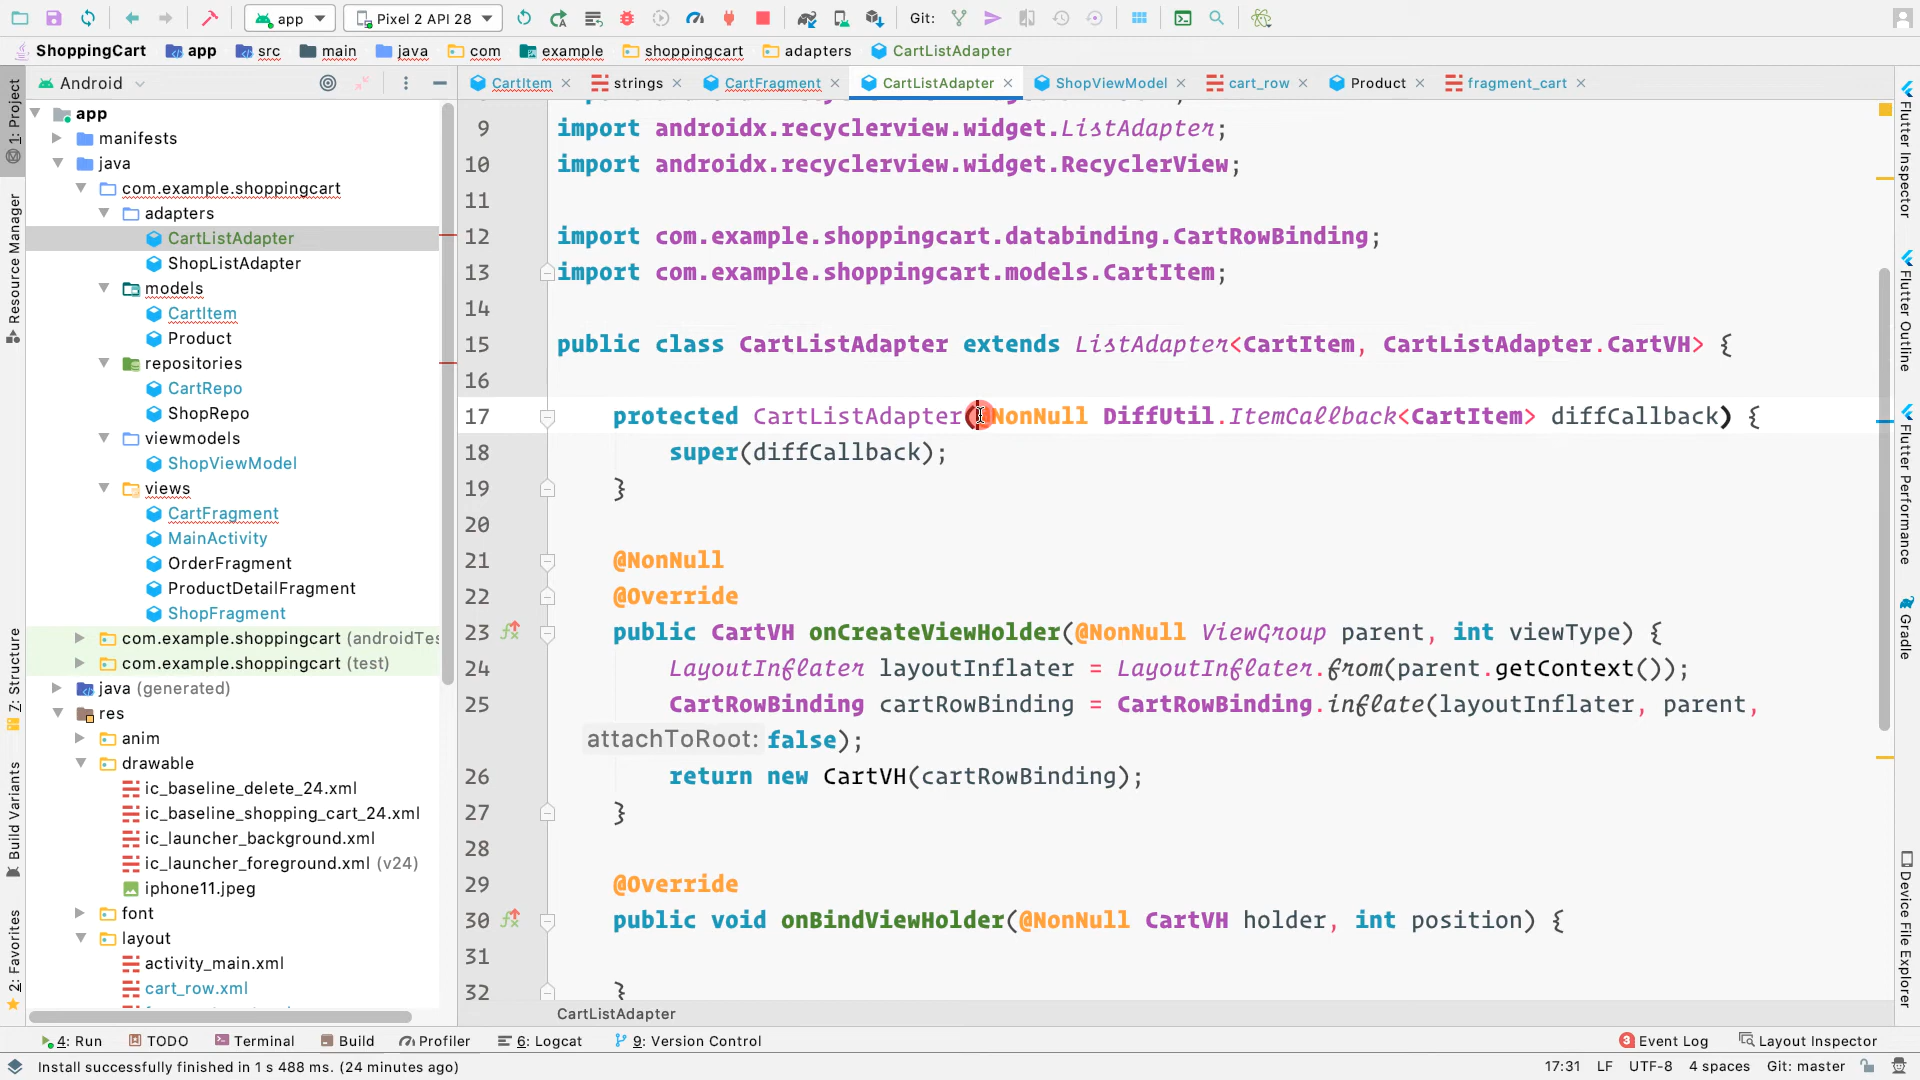 app
Pixel 2 API 28
Git:
ShoppingCart
app
src
main
java
com
example
shoppingcart
adapters
CartListAdapter
Android
CartItem
strings
CartFragment
CartListAdapter
ShopViewModel
cart_row
Product
fragment_cart
1: Project
Resource Manager
7: Structure
Build Variants
2: Favorites
app
manifests
java
com.example.shoppingcart
adapters
CartListAdapter
ShopListAdapter
models
CartItem
Product
repositories
CartRepo
ShopRepo
viewmodels
ShopViewModel
views
CartFragment
MainActivity
OrderFragment
ProductDetailFragment
ShopFragment
com.example.shoppingcart (androidTes
com.example.shoppingcart (test)
java (generated)
res
anim
drawable
ic_baseline_delete_24.xml
ic_baseline_shopping_cart_24.xml
ic_launcher_background.xml
ic_launcher_foreground.xml (v24)
iphone11.jpeg
font
layout
activity_main.xml
cart_row.xml
9 import androidx.recyclerview.widget.ListAdapter;
10 import androidx.recyclerview.widget.RecyclerView;
11
12 import com.example.shoppingcart.databinding.CartRowBinding;
13 import com.example.shoppingcart.models.CartItem;
14
15 public class CartListAdapter extends ListAdapter<CartItem, CartListAdapter.CartVH> {
16
17 protected CartListAdapter(@NonNull DiffUtil.ItemCallback<CartItem> diffCallback) {
18 super(diffCallback);
19 }
20
21 @NonNull
22 @Override
23 public CartVH onCreateViewHolder(@NonNull ViewGroup parent, int viewType) {
24 LayoutInflater layoutInflater = LayoutInflater.from(parent.getContext());
25 CartRowBinding cartRowBinding = CartRowBinding.inflate(layoutInflater, parent,
attachToRoot: false);
26 return new CartVH(cartRowBinding);
27 }
28
29 @Override
30 public void onBindViewHolder(@NonNull CartVH holder, int position) {
31
32 }
CartListAdapter
Flutter Inspector
Flutter Outline
Flutter Performance
Gradle
Device File Explorer
4: Run
TODO
Terminal
Build
Profiler
6: Logcat
9: Version Control
3 Event Log
Layout Inspector
Install successfully finished in 1 s 488 ms. (24 minutes ago)
17:31
LF
UTF-8
4 spaces
Git: master